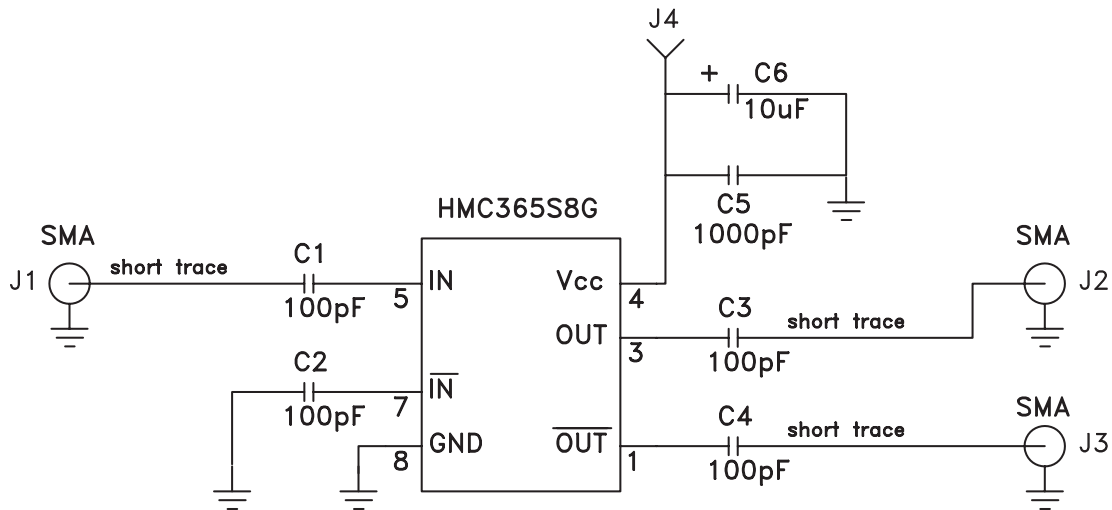 J4
+ C6
10uF
C5
1000pF
HMC365S8G
SMA
J1
short trace
C1
100pF
5
IN
Vcc
4
OUT
3
C3
100pF
short trace
SMA
J2
C2
100pF
7
IN
GND
8
OUT
1
C4
100pF
short trace
SMA
J3